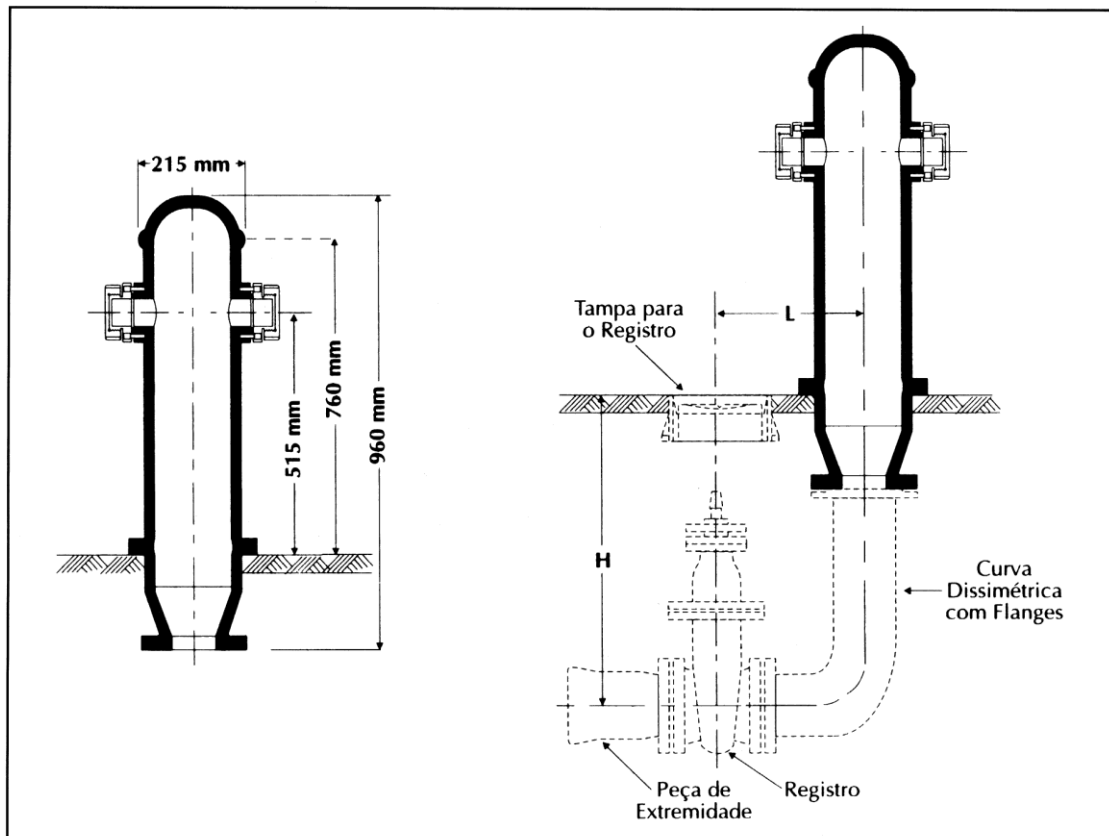 215 mm
515 mm
760 mm
960 mm
Tampa para
o Registro
L
H
Curva
Dissimétrica
com Flanges
Peça de
Extremidade
Registro